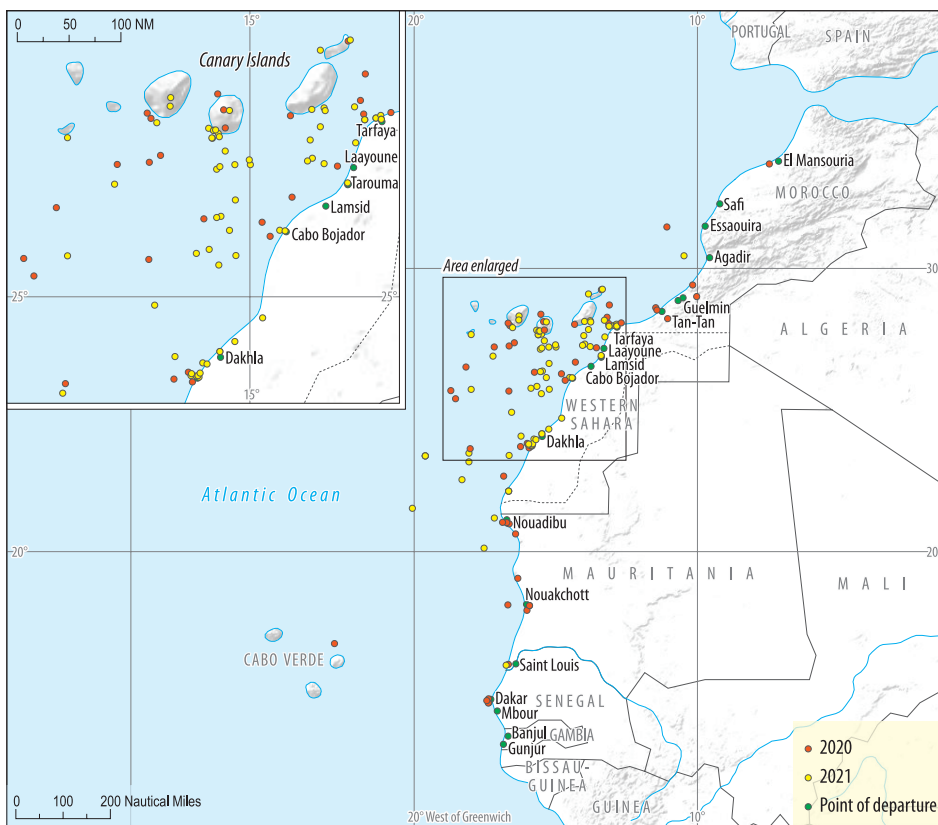 0 50 100 NM
15°
20°
10°
PORTUGAL
SPAIN
Canary Islands
Tarfaya
Laayoune
Tarouma
Lamsid
Cabo Bojador
25°
25°
Dakhla
15°
El Mansouria
MOROCCO
Safi
Essaouira
Agadir
Area enlarged
30°
Guelmin
Tan-Tan
ALGERIA
Tarfaya
Laayoune
Lamsid
Cabo Bojador
WESTERN
SAHARA
Dakhla
Atlantic Ocean
Nouadibu
20°
20
MAURITANIA
MALI
Nouakchott
CABO VERDE
Saint Louis
Dakar
SENEGAL
Mbour
Banjul
GAMBIA
Gunjur
BISSAU-
GUINEA
GUINEA
2020
2021
Point of departure
0 100 200 Nautical Miles
20° West of Greenwich
10°